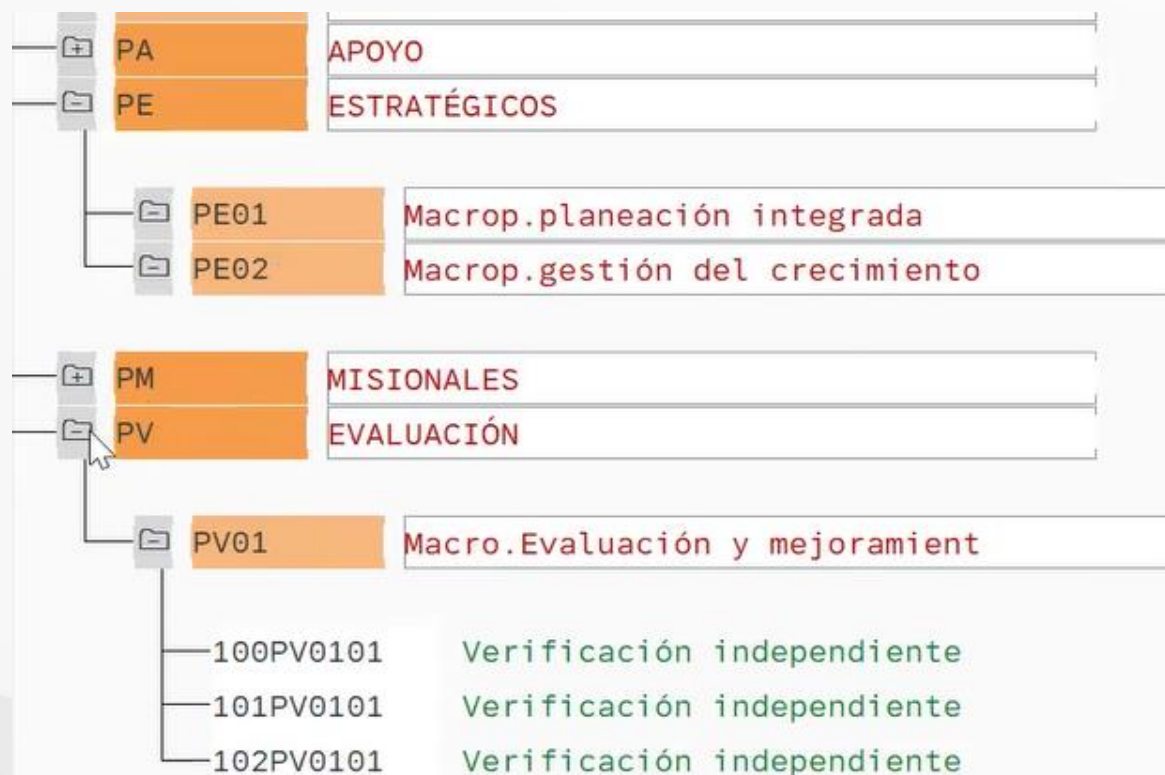 PA APOYO
PE ESTRATÉGICOS
PE01 Macrop.planeación integrada
PE02 Macrop.gestión del crecimiento
PM MISIONALES
PV EVALUACIÓN
PV01 Macro.Evaluación y mejoramient
100PV0101 Verificación independiente
101PV0101 Verificación independiente
102PV0101 Verificación independiente